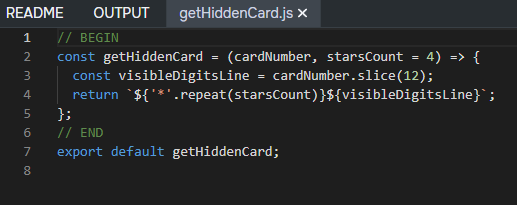 README OUTPUT getHiddenCard.js ×
1 // BEGIN
2 const getHiddenCard = (cardNumber, starsCount = 4) => {
3   const visibleDigitsLine = cardNumber.slice(12);
4   return `${'*'.repeat(starsCount)}${visibleDigitsLine}`;
5 };
6 // END
7 export default getHiddenCard;
8